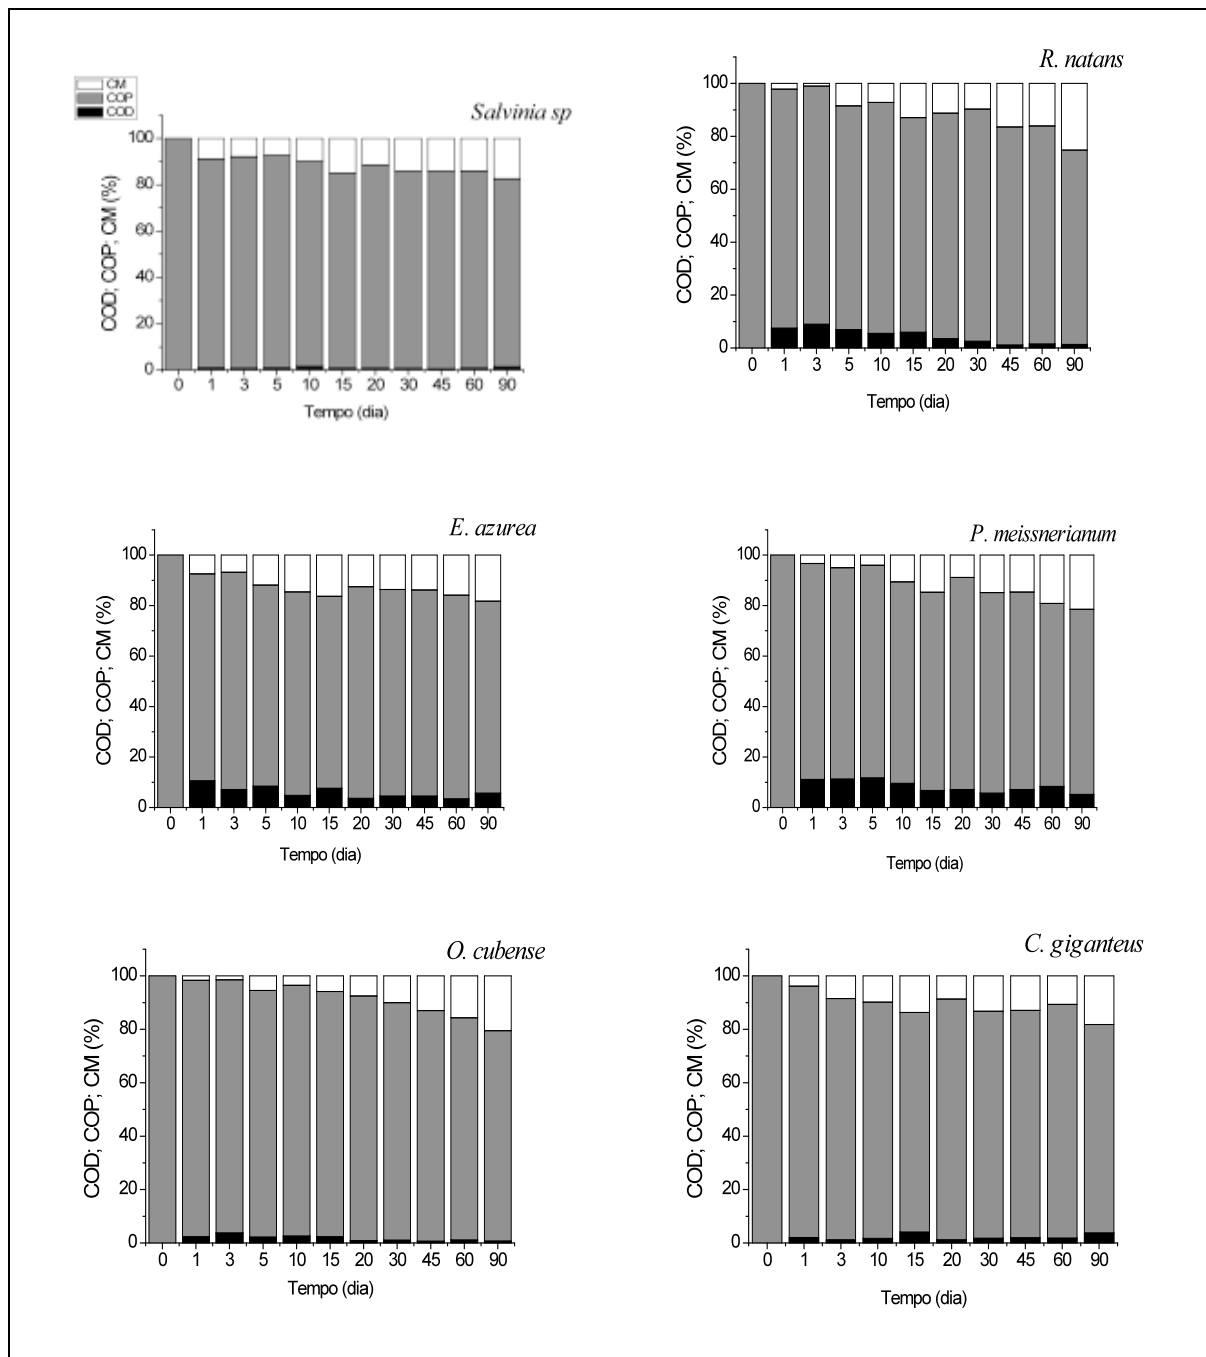 CM
COP
COD
Salvinia sp
COD; COP; CM (%)
100
80
60
40
20
0
0 1 3 5 10 15 20 30 45 60 90
Tempo (dia)
R. natans
COD; COP; CM (%)
100
80
60
40
20
0
0 1 3 5 10 15 20 30 45 60 90
Tempo (dia)
E. azurea
COD; COP; CM (%)
100
80
60
40
20
0
0 1 3 5 10 15 20 30 45 60 90
Tempo (dia)
P. meissnerianum
COD; COP; CM (%)
100
80
60
40
20
0
0 1 3 5 10 15 20 30 45 60 90
Tempo (dia)
O. cubense
COD; COP; CM (%)
100
80
60
40
20
0
0 1 3 5 10 15 20 30 45 60 90
Tempo (dia)
C. giganteus
COD; COP; CM (%)
100
80
60
40
20
0
0 1 3 10 15 20 30 45 60 90
Tempo (dia)